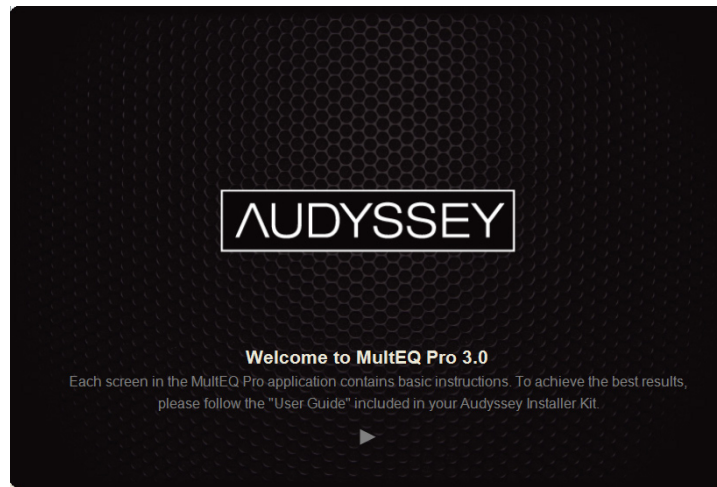 AUDYSSEY
Welcome to MultEQ Pro 3.0
Each screen in the MultEQ Pro application contains basic instructions. To achieve the best results,
please follow the "User Guide" included in your Audyssey Installer Kit.